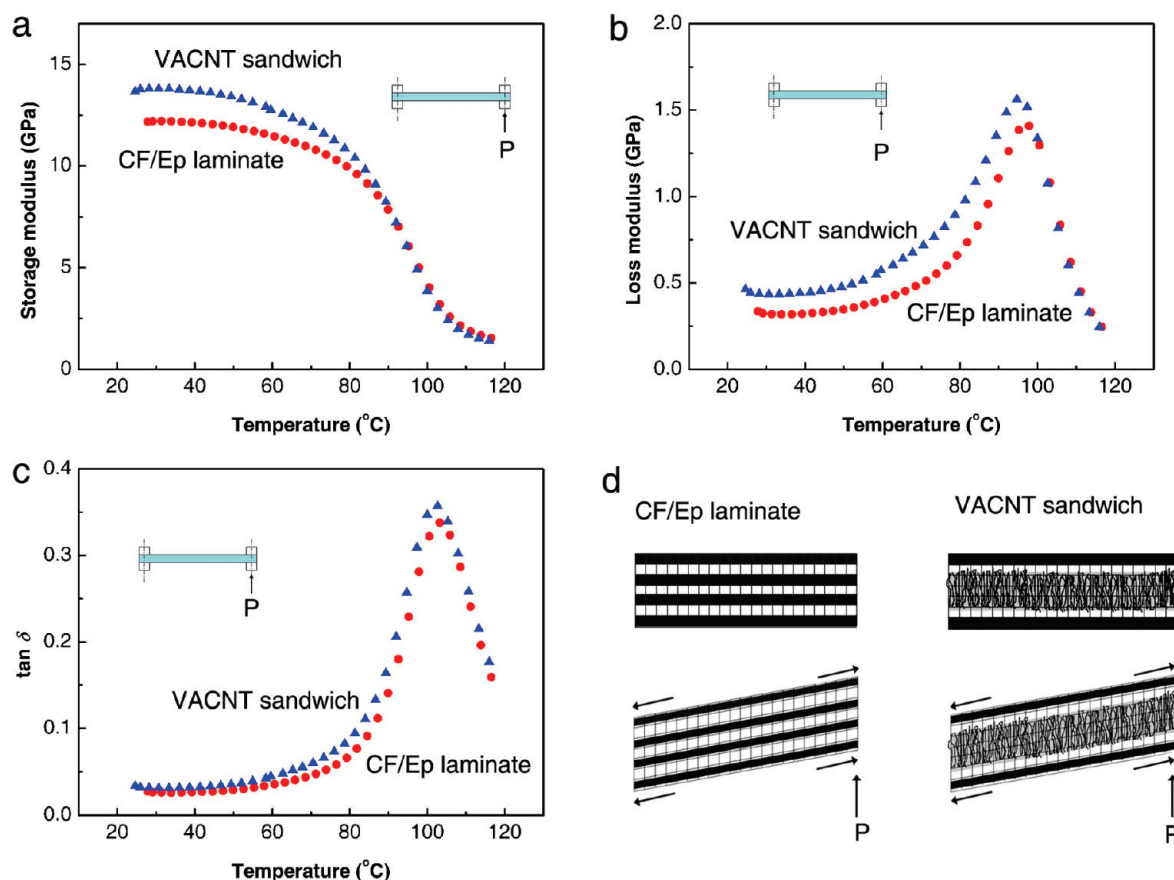 a
VACNT sandwich
CF/Ep laminate
P
Storage modulus (GPa)
15
10
5
0
20 40 60 80 100 120
Temperature (°C)
b
VACNT sandwich
CF/Ep laminate
P
Loss modulus (GPa)
2.0
1.5
1.0
0.5
0.0
20 40 60 80 100 120
Temperature (°C)
c
P
VACNT sandwich
CF/Ep laminate
tan δ
0.4
0.3
0.2
0.1
0.0
20 40 60 80 100 120
Temperature (°C)
d
CF/Ep laminate
VACNT sandwich
P